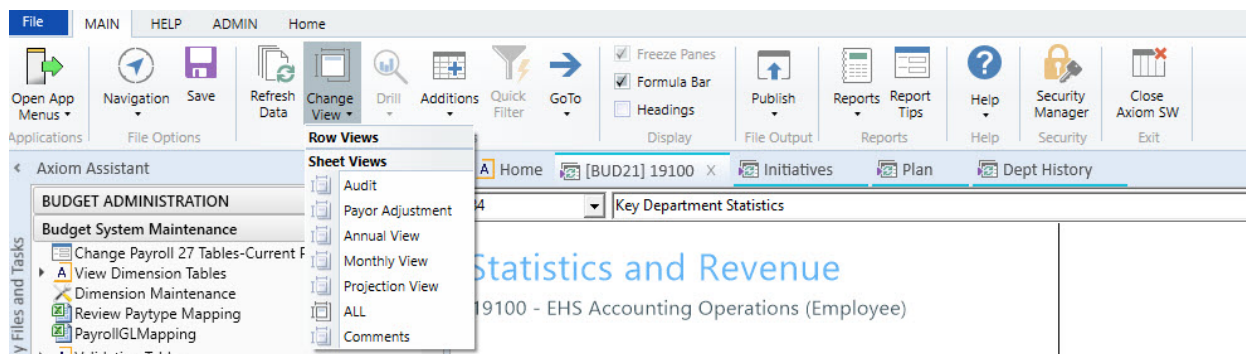 File MAIN HELP ADMIN Home
Open App Menus
Navigation
Save
Refresh Data
Change View
Drill
Additions
Quick Filter
GoTo
Freeze Panes
Formula Bar
Headings
Publish
Reports
Report Tips
Help
Security Manager
Close Axiom SW
Applications File Options Display File Output Reports Help Security Exit
Row Views
Sheet Views
Audit
Payor Adjustment
Annual View
Monthly View
Projection View
ALL
Comments
Axiom Assistant
A Home [BUD21] 19100 X Initiatives Plan Dept History
BUDGET ADMINISTRATION
Budget System Maintenance
Change Payroll 27 Tables-Current
A View Dimension Tables
Dimension Maintenance
Review Paytype Mapping
PayrollGLMapping
Files and Tasks
Key Department Statistics
Statistics and Revenue
19100 - EHS Accounting Operations (Employee)